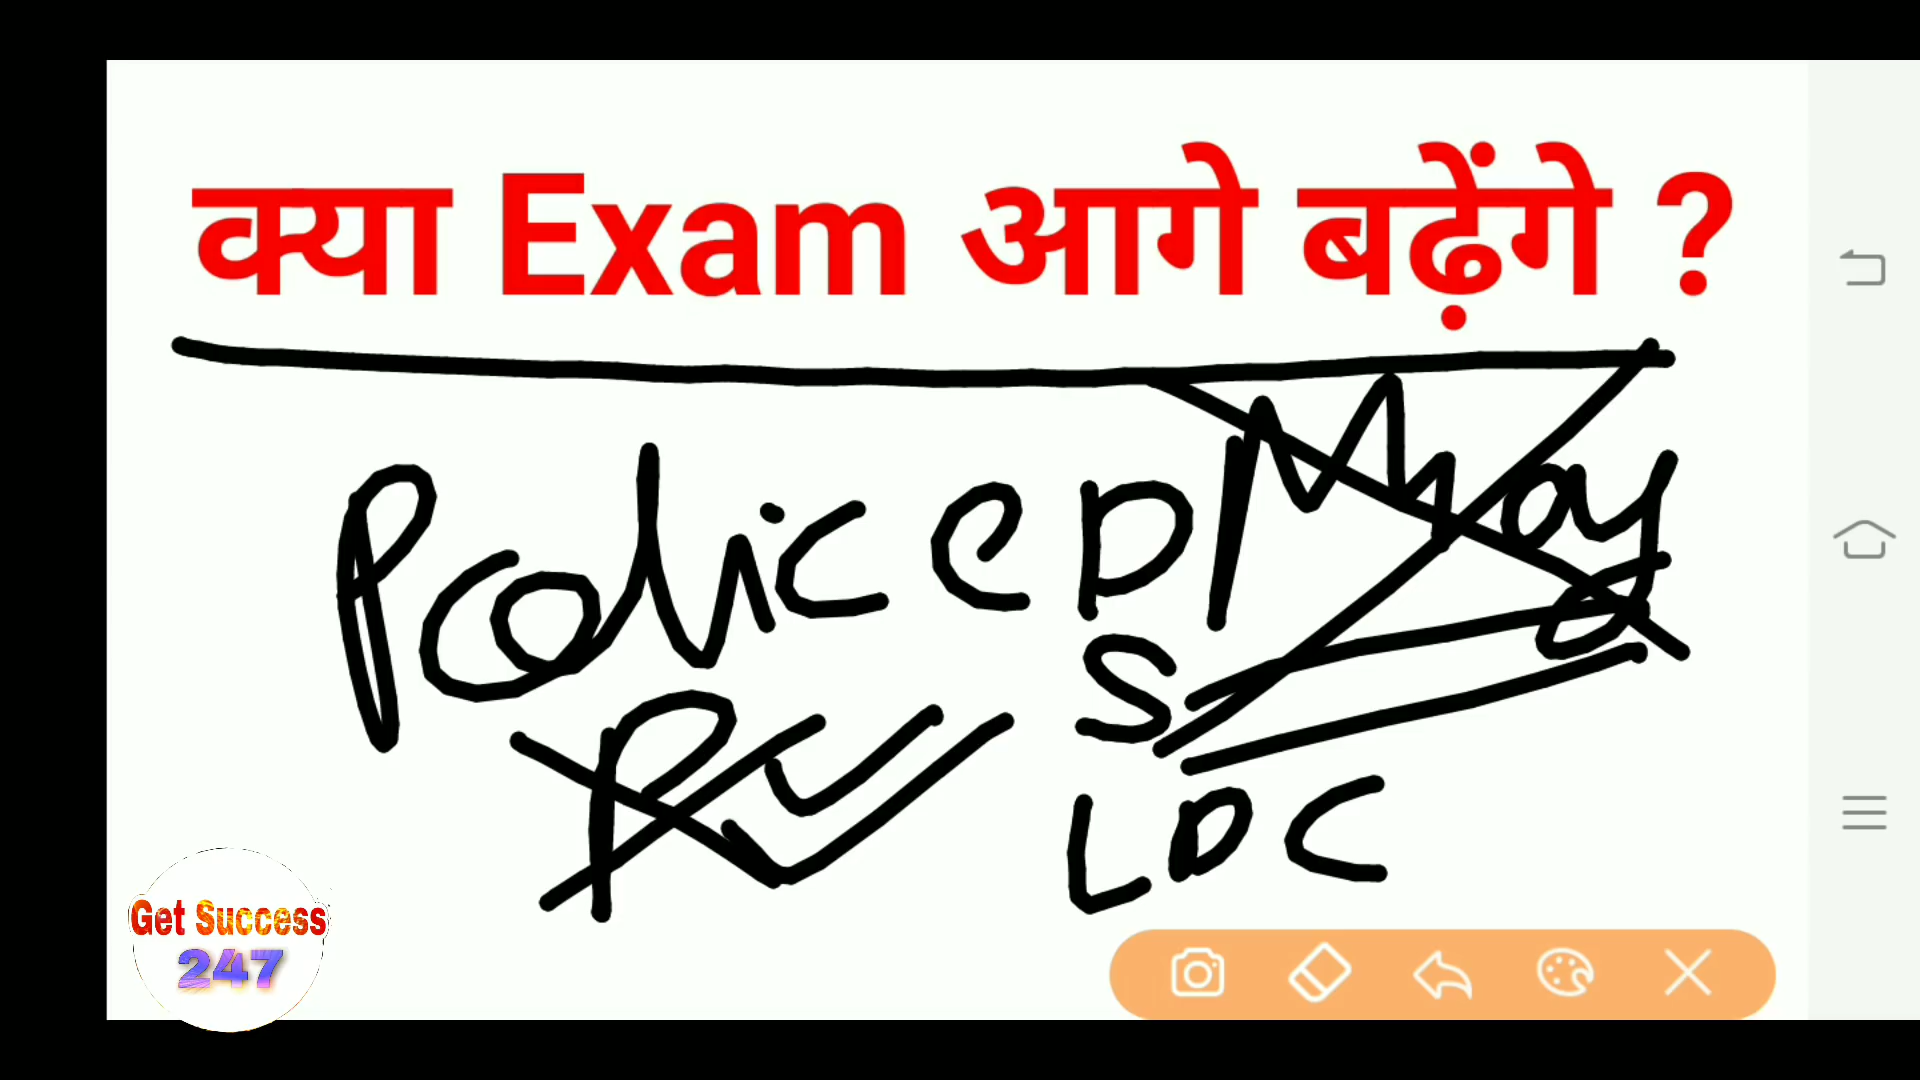 क्या Exam आगे बढ़ेंगे ?
Police
May
LDC
Get Success
247